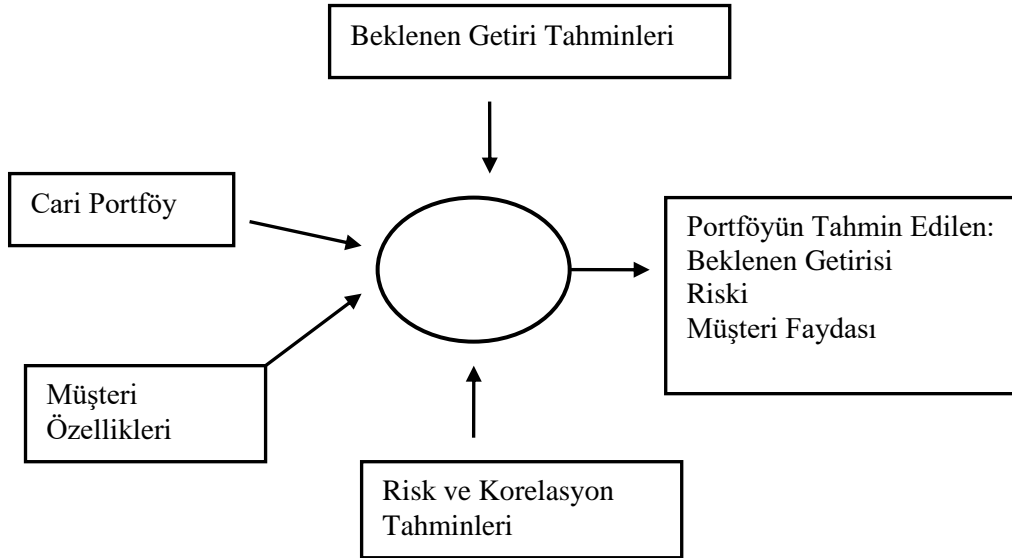 Beklenen Getiri Tahminleri
Cari Portföy
Portföyün Tahmin Edilen:
Beklenen Getirisi
Riski
Müşteri Faydası
Müşteri
Özellikleri
Risk ve Korelasyon
Tahminleri